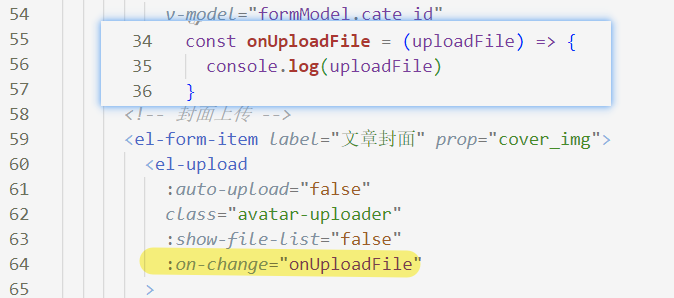 54
v-model="formModel.cate_id"
55
34 const onUploadFile = (uploadFile) => {
56
35 console.log(uploadFile)
57
36 }
58 <!-- 封面上传 -->
59 <el-form-item label="文章封面" prop="cover_img">
60 <el-upload
61 :auto-upload="false"
62 class="avatar-uploader"
63 :show-file-list="false"
64 :on-change="onUploadFile"
65 >